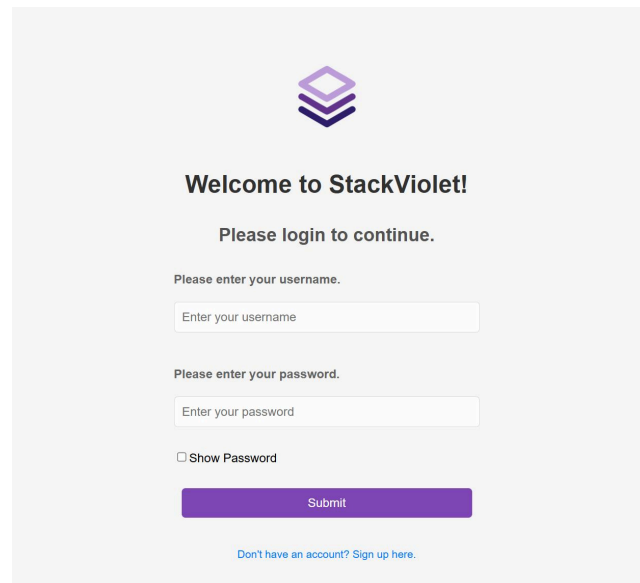 Welcome to StackViolet!
Please login to continue.
Please enter your username.
Enter your username
Please enter your password.
Enter your password
Show Password
Submit
Don't have an account? Sign up here.